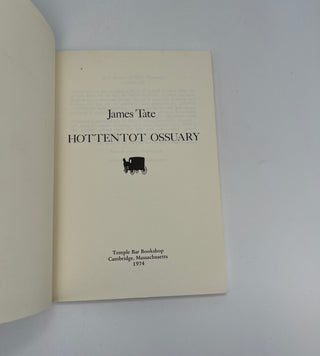 James Tate
HOTTENTOT OSSUARY
Temple Bar Bookshop
Cambridge, Massachusetts
1974